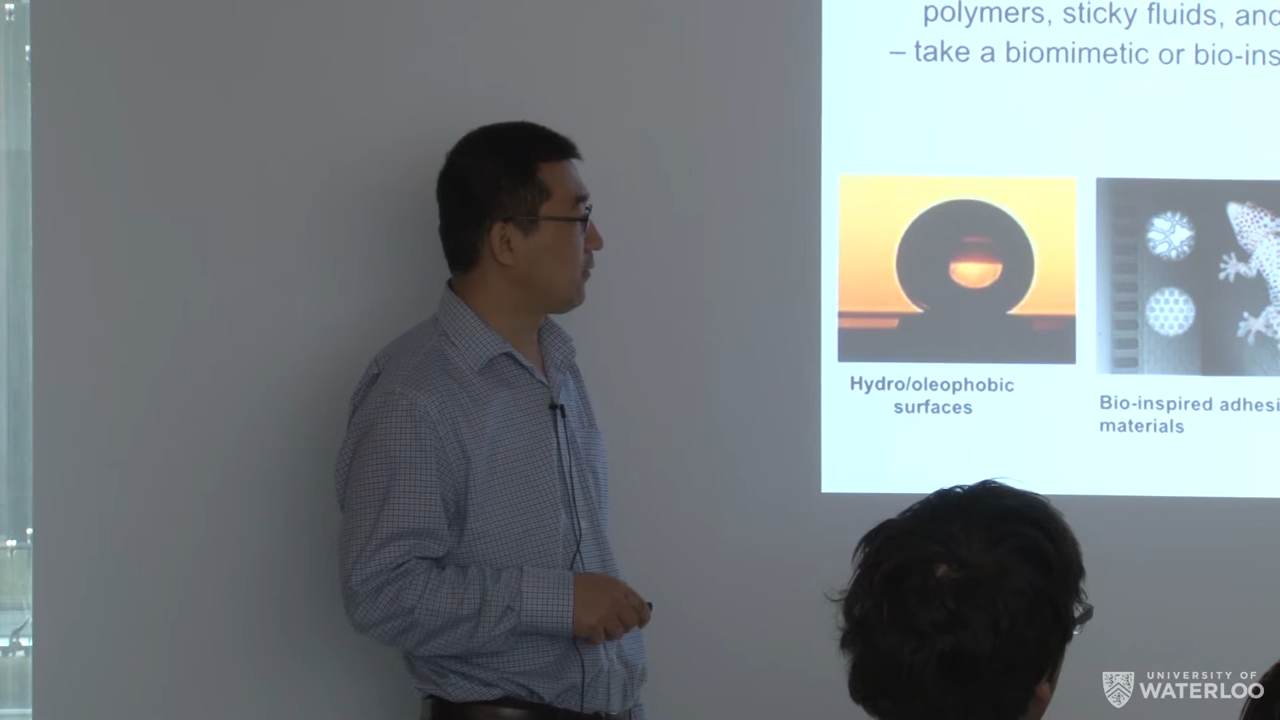 polymers, sticky fluids, and
– take a biomimetic or bio-ins
Hydro/oleophobic
surfaces
Bio-inspired adhesi
materials
UNIVERSITY OF
WATERLOO